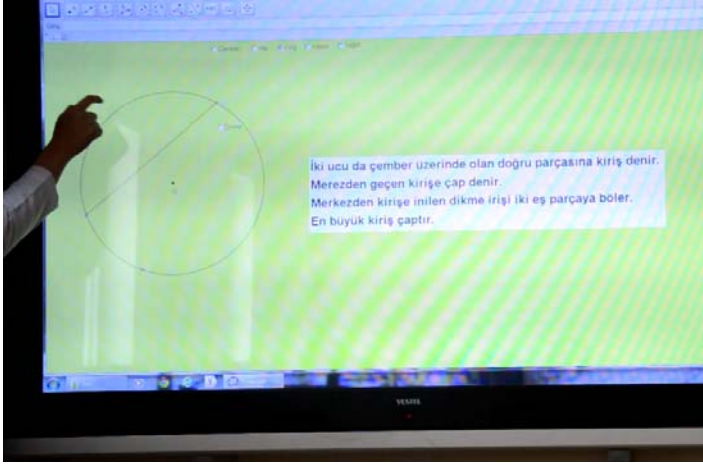 İki ucu da çember üzerinde olan doğru parçasına kiriş denir.
Merezden geçen kirişe çap denir.
Merkezden kirişe inilen dikme irişi iki eş parçaya böler.
En büyük kiriş çaptır.
VESTEL